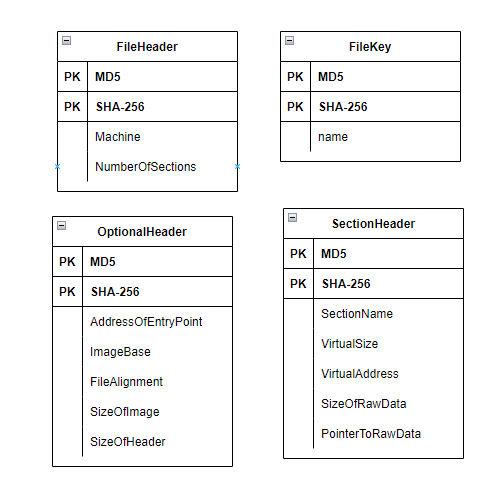 FileHeader
PK MD5
PK SHA-256
Machine
NumberOfSections
FileKey
PK MD5
PK SHA-256
name
OptionalHeader
PK MD5
PK SHA-256
AddressOfEntryPoint
ImageBase
FileAlignment
SizeOfImage
SizeOfHeader
SectionHeader
PK MD5
PK SHA-256
SectionName
VirtualSize
VirtualAddress
SizeOfRawData
PointerToRawData